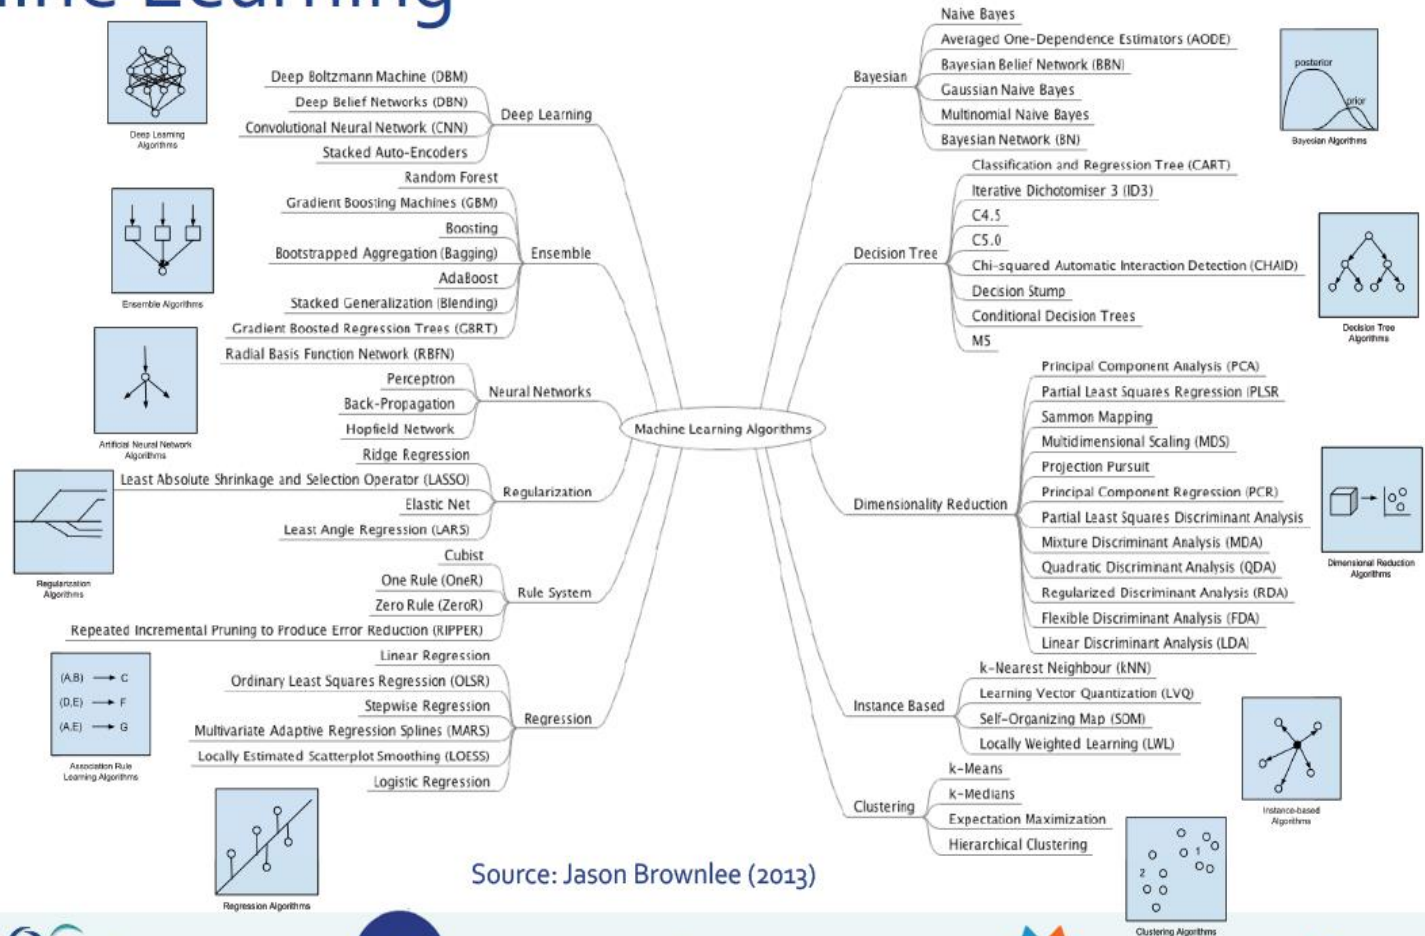 Deep Boltzmann Machine (DBM)
Deep Belief Networks (DBN)
Convolutional Neural Network (CNN)
Stacked Auto-Encoders
Deep Learning
Deep Learning
Algorithms
Random Forest
Gradient Boosting Machines (GBM)
Boosting
Bootstrapped Aggregation (Bagging)
AdaBoost
Stacked Generalization (Blending)
Gradient Boosted Regression Trees (GBRT)
Ensemble
Ensemble Algorithms
Radial Basis Function Network (RBFN)
Perceptron
Back-Propagation
Hopfield Network
Neural Networks
Artificial Neural Network
Algorithms
Ridge Regression
Least Absolute Shrinkage and Selection Operator (LASSO)
Elastic Net
Least Angle Regression (LARS)
Regularization
Regularization
Algorithms
Cubist
One Rule (OneR)
Zero Rule (ZeroR)
Repeated Incremental Pruning to Produce Error Reduction (RIPPER)
Rule System
(A,B) → C
(D,E) → F
(A,E) → G
Association Rule
Learning Algorithms
Linear Regression
Ordinary Least Squares Regression (OLSR)
Stepwise Regression
Multivariate Adaptive Regression Splines (MARS)
Locally Estimated Scatterplot Smoothing (LOESS)
Logistic Regression
Regression
Regression Algorithms
Machine Learning Algorithms
Bayesian
Naive Bayes
Averaged One-Dependence Estimators (AODE)
Bayesian Belief Network (BBN)
Gaussian Naive Bayes
Multinomial Naive Bayes
Bayesian Network (BN)
posterior
prior
Bayesian Algorithms
Decision Tree
Classification and Regression Tree (CART)
Iterative Dichotomiser 3 (ID3)
C4.5
C5.0
Chi-squared Automatic Interaction Detection (CHAID)
Decision Stump
Conditional Decision Trees
M5
Decision Tree
Algorithms
Dimensionality Reduction
Principal Component Analysis (PCA)
Partial Least Squares Regression (PLSR
Sammon Mapping
Multidimensional Scaling (MDS)
Projection Pursuit
Principal Component Regression (PCR)
Partial Least Squares Discriminant Analysis
Mixture Discriminant Analysis (MDA)
Quadratic Discriminant Analysis (QDA)
Regularized Discriminant Analysis (RDA)
Flexible Discriminant Analysis (FDA)
Linear Discriminant Analysis (LDA)
Dimensional Reduction
Algorithms
Instance Based
k-Nearest Neighbour (kNN)
Learning Vector Quantization (LVQ)
Self-Organizing Map (SOM)
Locally Weighted Learning (LWL)
Instance-based
Algorithms
Clustering
k-Means
k-Medians
Expectation Maximization
Hierarchical Clustering
1
2
Clustering Algorithms
Source: Jason Brownlee (2013)